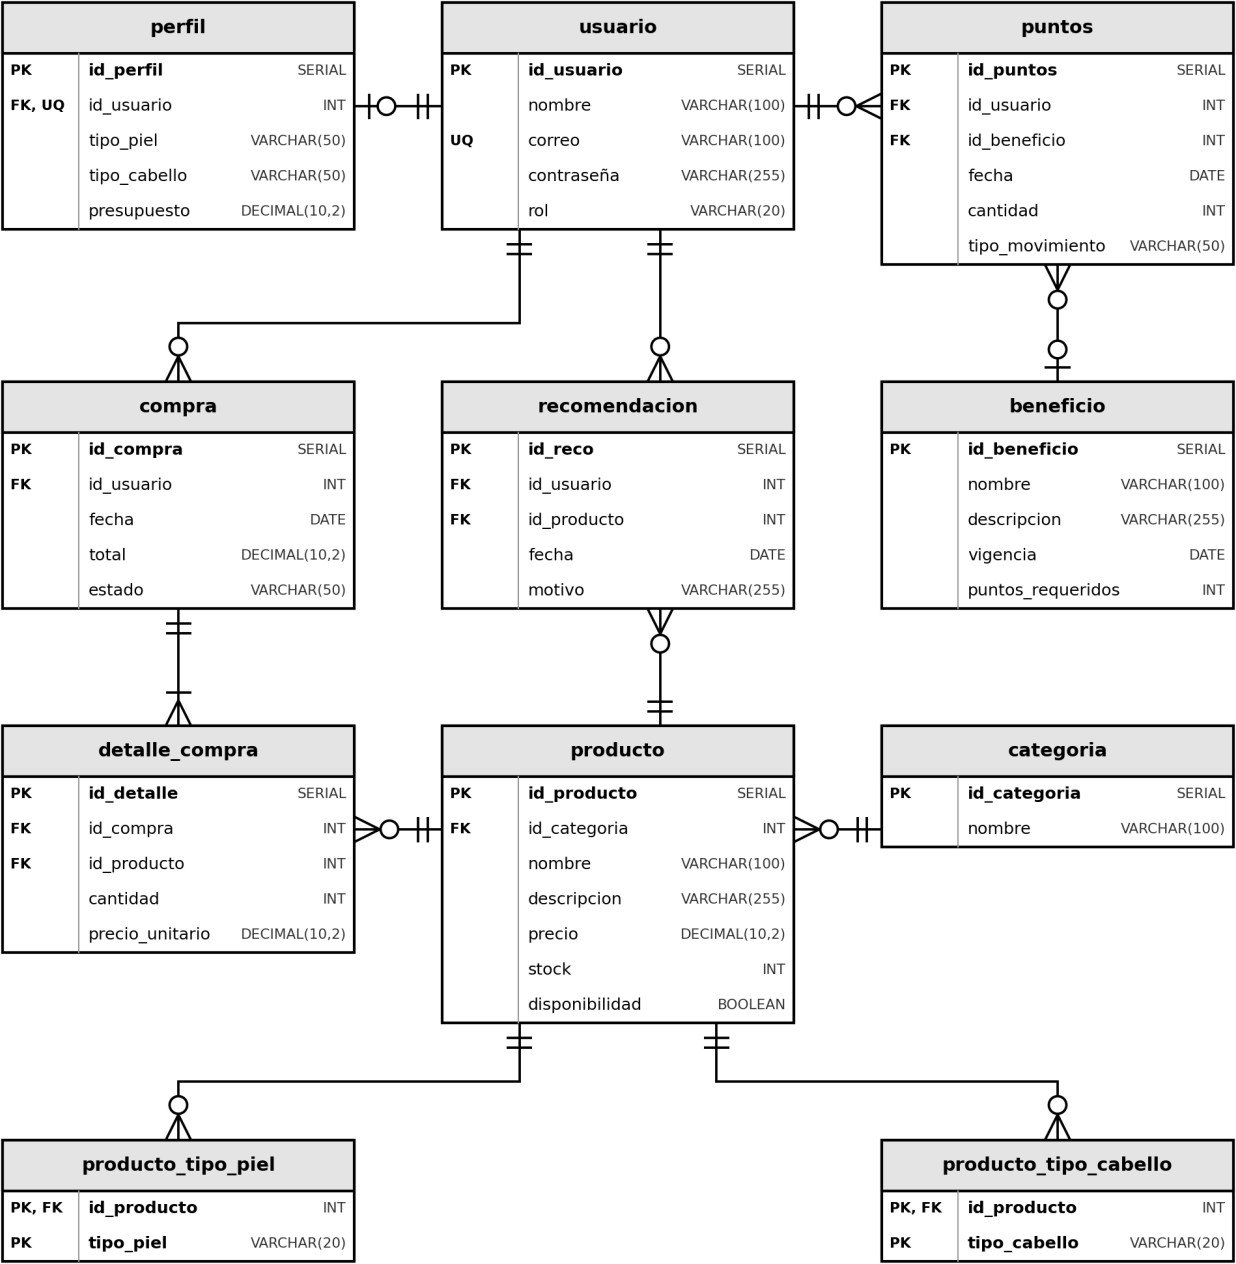 perfil
PK id_perfil SERIAL
FK, UQ id_usuario INT
tipo_piel VARCHAR(50)
tipo_cabello VARCHAR(50)
presupuesto DECIMAL(10,2)
usuario
PK id_usuario SERIAL
nombre VARCHAR(100)
UQ correo VARCHAR(100)
contraseña VARCHAR(255)
rol VARCHAR(20)
puntos
PK id_puntos SERIAL
FK id_usuario INT
FK id_beneficio INT
fecha DATE
cantidad INT
tipo_movimiento VARCHAR(50)
compra
PK id_compra SERIAL
FK id_usuario INT
fecha DATE
total DECIMAL(10,2)
estado VARCHAR(50)
recomendacion
PK id_reco SERIAL
FK id_usuario INT
FK id_producto INT
fecha DATE
motivo VARCHAR(255)
beneficio
PK id_beneficio SERIAL
nombre VARCHAR(100)
descripcion VARCHAR(255)
vigencia DATE
puntos_requeridos INT
detalle_compra
PK id_detalle SERIAL
FK id_compra INT
FK id_producto INT
cantidad INT
precio_unitario DECIMAL(10,2)
producto
PK id_producto SERIAL
FK id_categoria INT
nombre VARCHAR(100)
descripcion VARCHAR(255)
precio DECIMAL(10,2)
stock INT
disponibilidad BOOLEAN
categoria
PK id_categoria SERIAL
nombre VARCHAR(100)
producto_tipo_piel
PK, FK id_producto INT
PK tipo_piel VARCHAR(20)
producto_tipo_cabello
PK, FK id_producto INT
PK tipo_cabello VARCHAR(20)